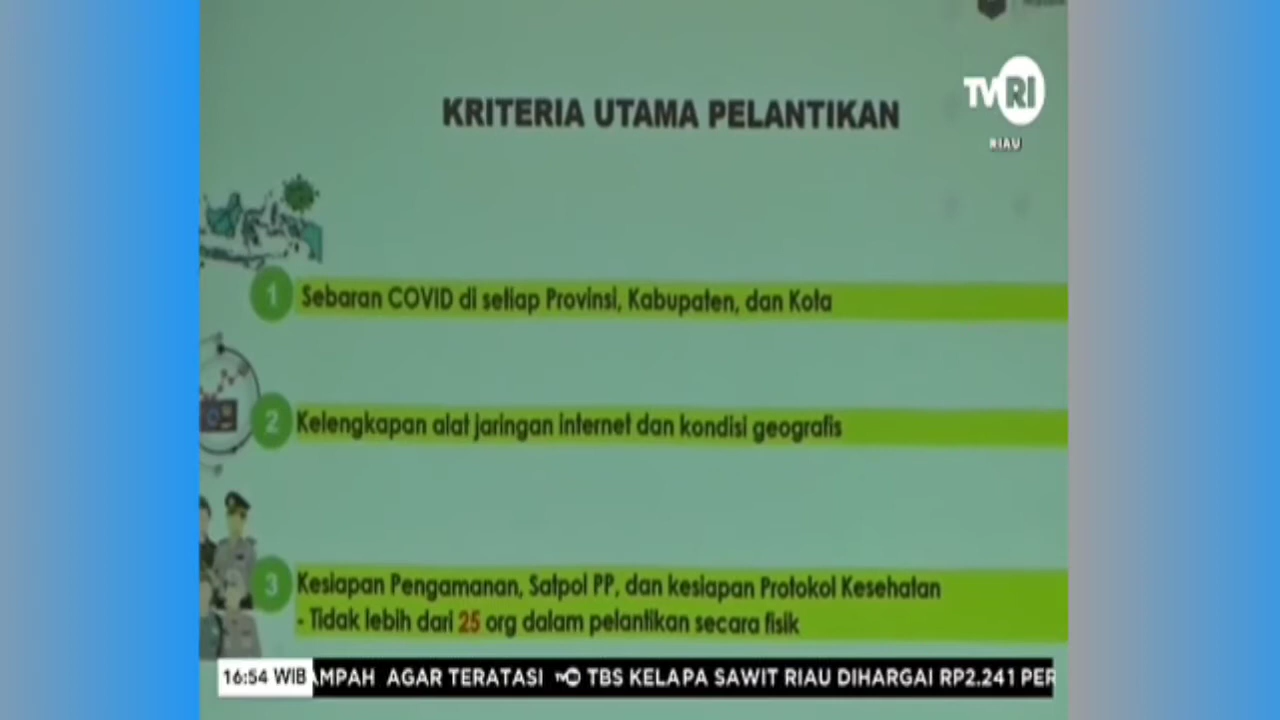 TVRI
RIAU
KRITERIA UTAMA PELANTIKAN
1 Sebaran COVID di setiap Provinsi, Kabupaten, dan Kota
2 Kelengkapan alat jaringan internet dan kondisi geografis
3 Kesiapan Pengamanan, Satpol PP, dan kesiapan Protokol Kesehatan
- Tidak lebih dari 25 org dalam pelantikan secara fisik
16:54 WIB AMPAH AGAR TERATASI TVRI TBS KELAPA SAWIT RIAU DIHARGAI RP2.241 PER